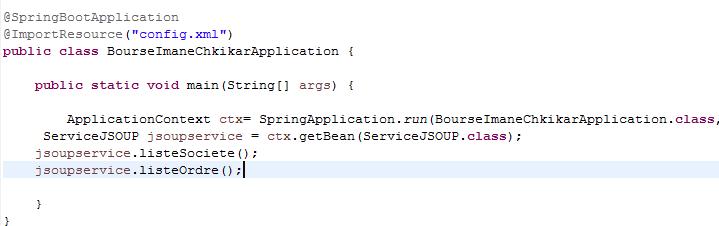 @SpringBootApplication
@ImportResource("config.xml")
public class BourseImaneChkikarApplication {
public static void main(String[] args) {
ApplicationContext ctx= SpringApplication.run(BourseImaneChkikarApplication.class,
ServiceJSOUP jsoupservice = ctx.getBean(ServiceJSOUP.class);
jsoupservice.listeSociete();
jsoupservice.listeOrdre();
}
}